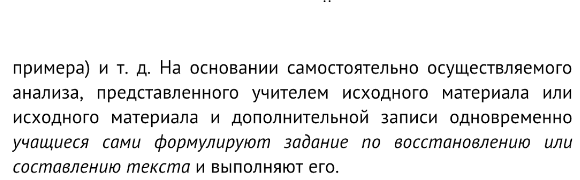 примера) и т. д. На основании самостоятельно осуществляемого
анализа, представленного учителем исходного материала или
исходного материала и дополнительной записи одновременно
учащиеся сами формулируют задание по восстановлению или
составлению текста и выполняют его.